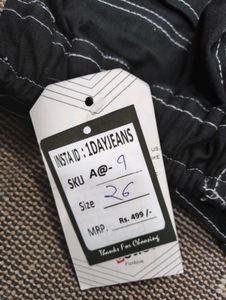 INSTA ID : 1DAYJEANS
SKU A@- 9
Size 26
MRP. Rs. 499 /-
Thanks For Choosing
Fashion